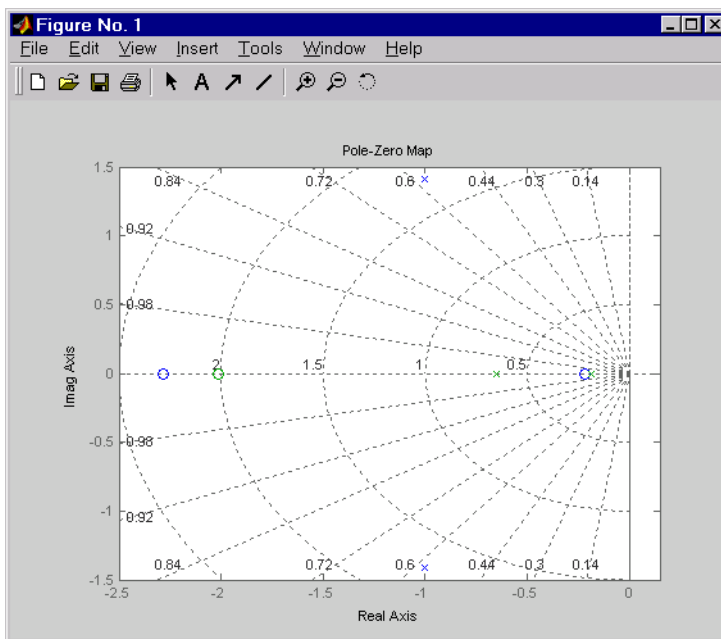 Figure No. 1
File Edit View Insert Tools Window Help
A
Pole-Zero Map
1.5
0.84 0.72 0.6 0.44 0.3 0.14
1
0.92
0.5
0.98
2 1.5 1 0.5
0
Imag Axis
-0.5
0.98
-1
0.92
0.84 0.72 0.6 0.44 0.3 0.14
-1.5
-2.5 -2 -1.5 -1 -0.5 0
Real Axis